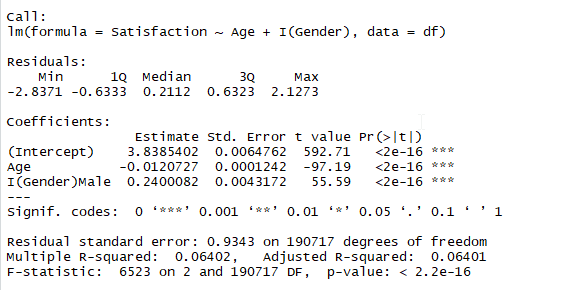 Call:
lm(formula = Satisfaction ~ Age + I(Gender), data = df)
Residuals:
Min 1Q Median 3Q Max
-2.8371 -0.6333 0.2112 0.6323 2.1273
Coefficients:
Estimate Std. Error t value Pr(>|t|)
(Intercept) 3.8385402 0.0064762 592.71 <2e-16 ***
Age -0.0120727 0.0001242 -97.19 <2e-16 ***
I(Gender)Male 0.2400082 0.0043172 55.59 <2e-16 ***
---
Signif. codes: 0 ‘***’ 0.001 ‘**’ 0.01 ‘*’ 0.05 ‘.’ 0.1 ‘ ’ 1
Residual standard error: 0.9343 on 190717 degrees of freedom
Multiple R-squared: 0.06402, Adjusted R-squared: 0.06401
F-statistic: 6523 on 2 and 190717 DF, p-value: < 2.2e-16